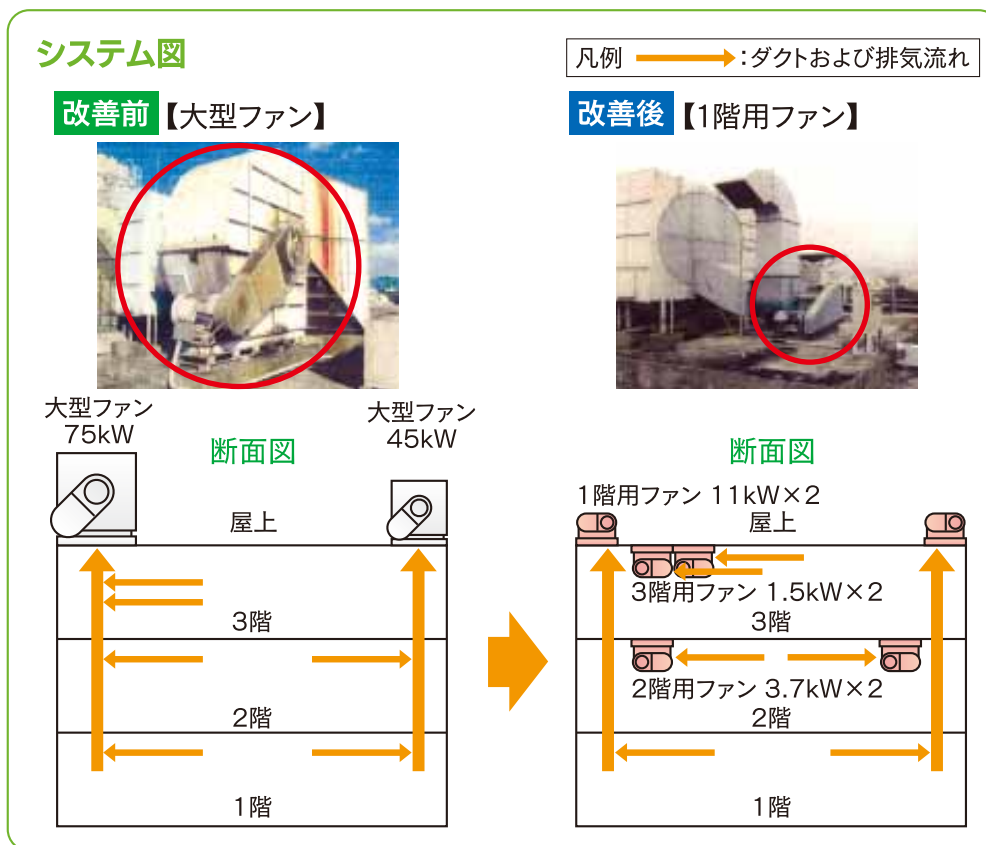 システム図
凡例 :ダクトおよび排気流れ
改善前【大型ファン】
改善後【1階用ファン】
大型ファン
75kW
大型ファン
45kW
断面図
屋上
3階
2階
1階
断面図
1階用ファン 11kW×2
屋上
3階用ファン 1.5kW×2
3階
2階用ファン 3.7kW×2
2階
1階